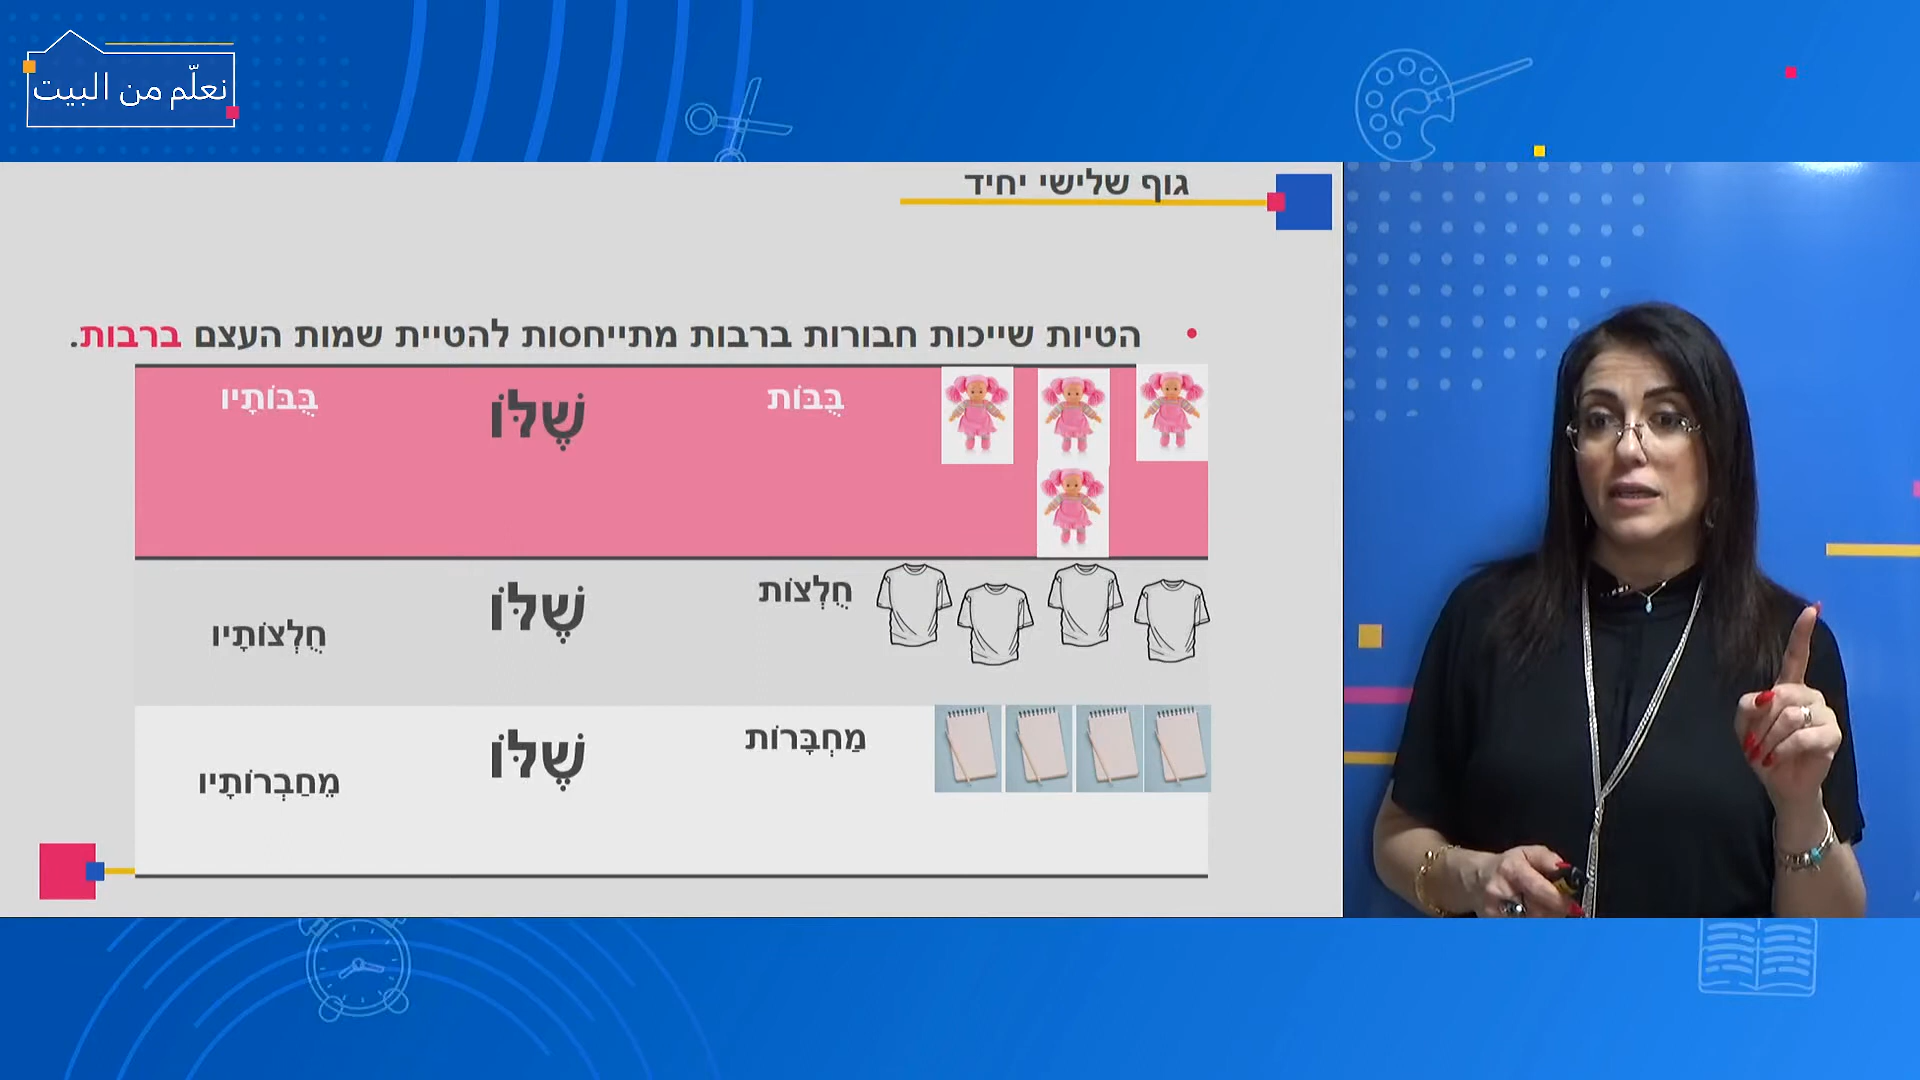 نعلّم من البيت
גוף שלישי יחיד
• הטיות שייכות חבורות ברבות מתייחסות להטיית שמות העצם ברבות.
בֻּבּוֹת שֶׁלּוֹ בֻּבּוֹתָיו
חֻלְצוֹת שֶׁלּוֹ חֻלְצוֹתָיו
מַחְבָּרוֹת שֶׁלּוֹ מַחְבְּרוֹתָיו